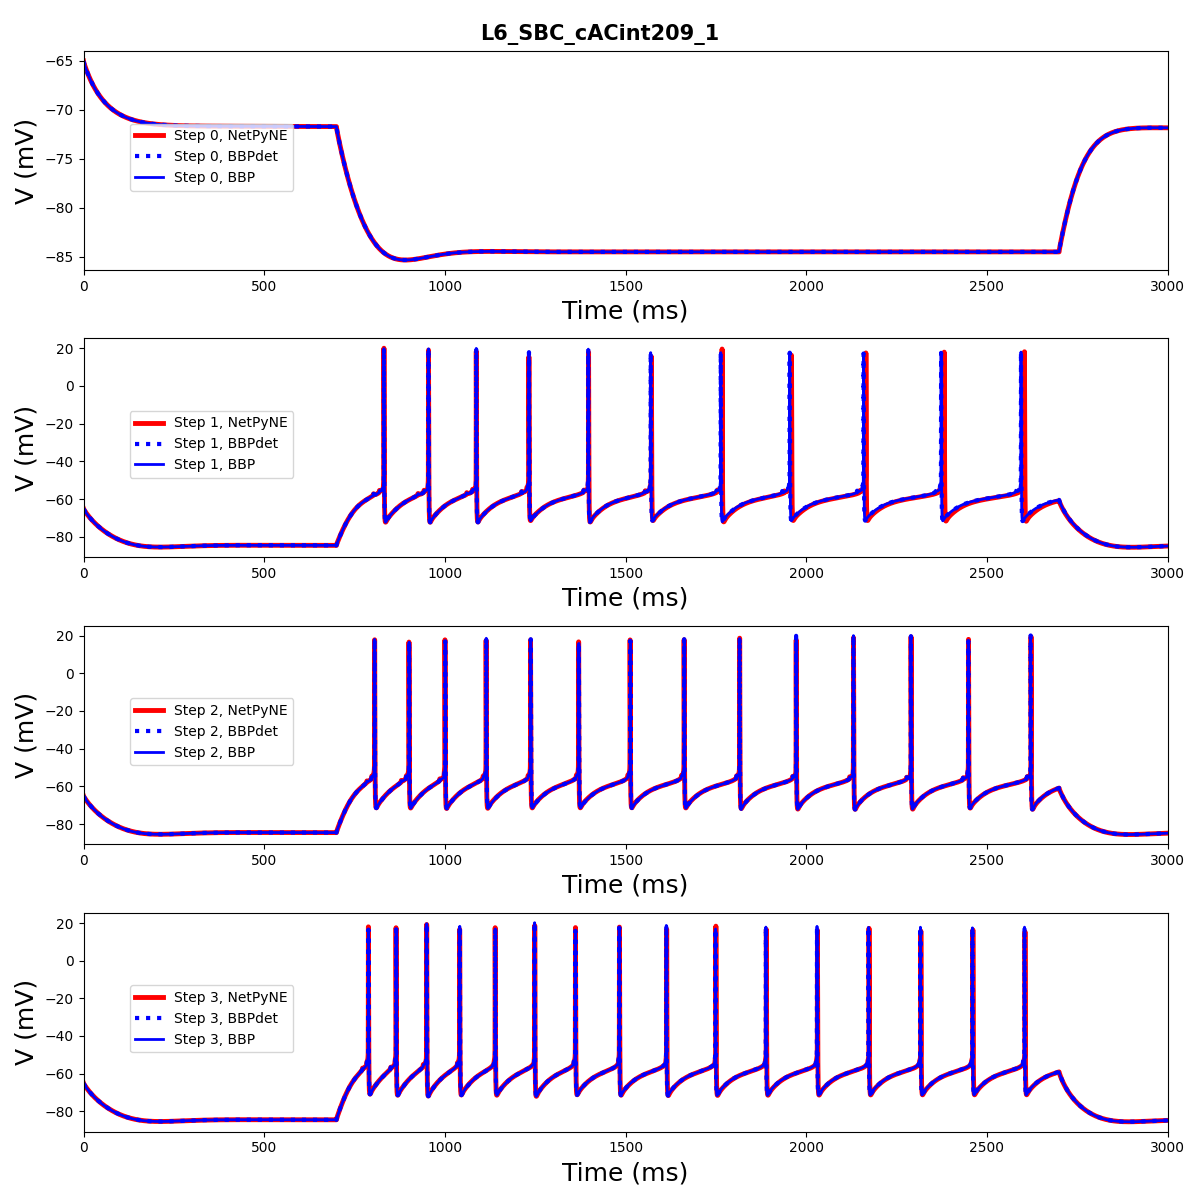 L6_SBC_cACint209_1
−65
−70
−75
−80
−85
V (mV)
Step 0, NetPyNE
Step 0, BBPdet
Step 0, BBP
0 500 1000 1500 2000 2500 3000
Time (ms)
20
0
−20
−40
−60
−80
V (mV)
Step 1, NetPyNE
Step 1, BBPdet
Step 1, BBP
0 500 1000 1500 2000 2500 3000
Time (ms)
20
0
−20
−40
−60
−80
V (mV)
Step 2, NetPyNE
Step 2, BBPdet
Step 2, BBP
0 500 1000 1500 2000 2500 3000
Time (ms)
20
0
−20
−40
−60
−80
V (mV)
Step 3, NetPyNE
Step 3, BBPdet
Step 3, BBP
0 500 1000 1500 2000 2500 3000
Time (ms)